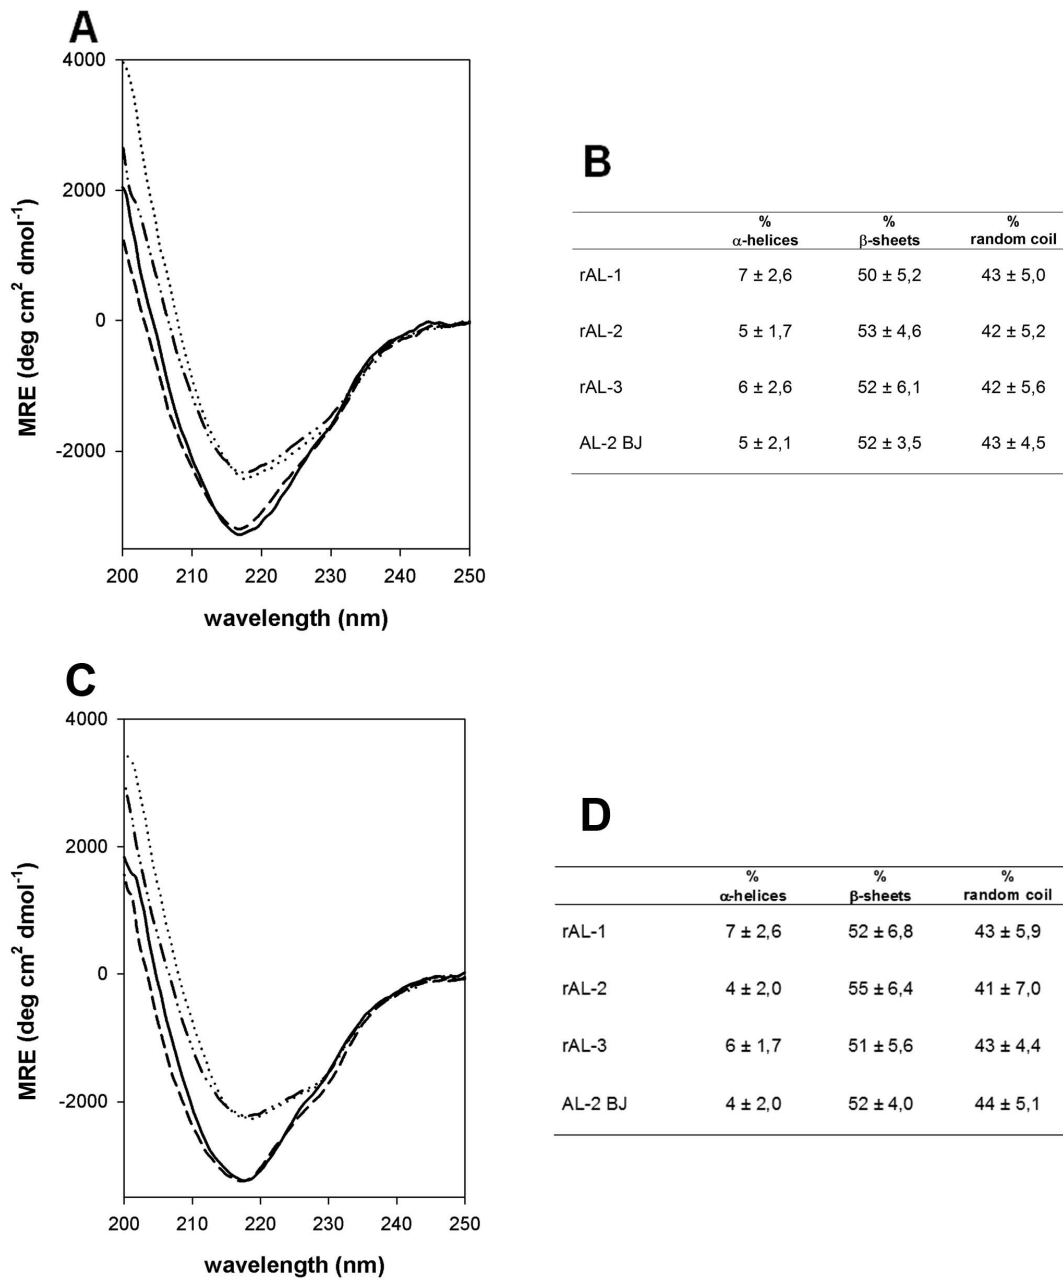 A
4000
2000
0
-2000
MRE (deg cm² dmol⁻¹)
200 210 220 230 240 250
wavelength (nm)
B
% % %
α-helices β-sheets random coil
rAL-1 7 ± 2,6 50 ± 5,2 43 ± 5,0
rAL-2 5 ± 1,7 53 ± 4,6 42 ± 5,2
rAL-3 6 ± 2,6 52 ± 6,1 42 ± 5,6
AL-2 BJ 5 ± 2,1 52 ± 3,5 43 ± 4,5
C
4000
2000
0
-2000
MRE (deg cm² dmol⁻¹)
200 210 220 230 240 250
wavelength (nm)
D
% % %
α-helices β-sheets random coil
rAL-1 7 ± 2,6 52 ± 6,8 43 ± 5,9
rAL-2 4 ± 2,0 55 ± 6,4 41 ± 7,0
rAL-3 6 ± 1,7 51 ± 5,6 43 ± 4,4
AL-2 BJ 4 ± 2,0 52 ± 4,0 44 ± 5,1